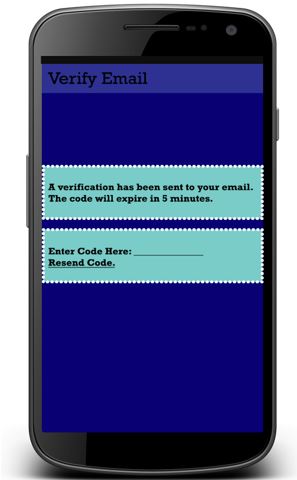 Verify Email
A verification has been sent to your email.
The code will expire in 5 minutes.
Enter Code Here: ______________
Resend Code.